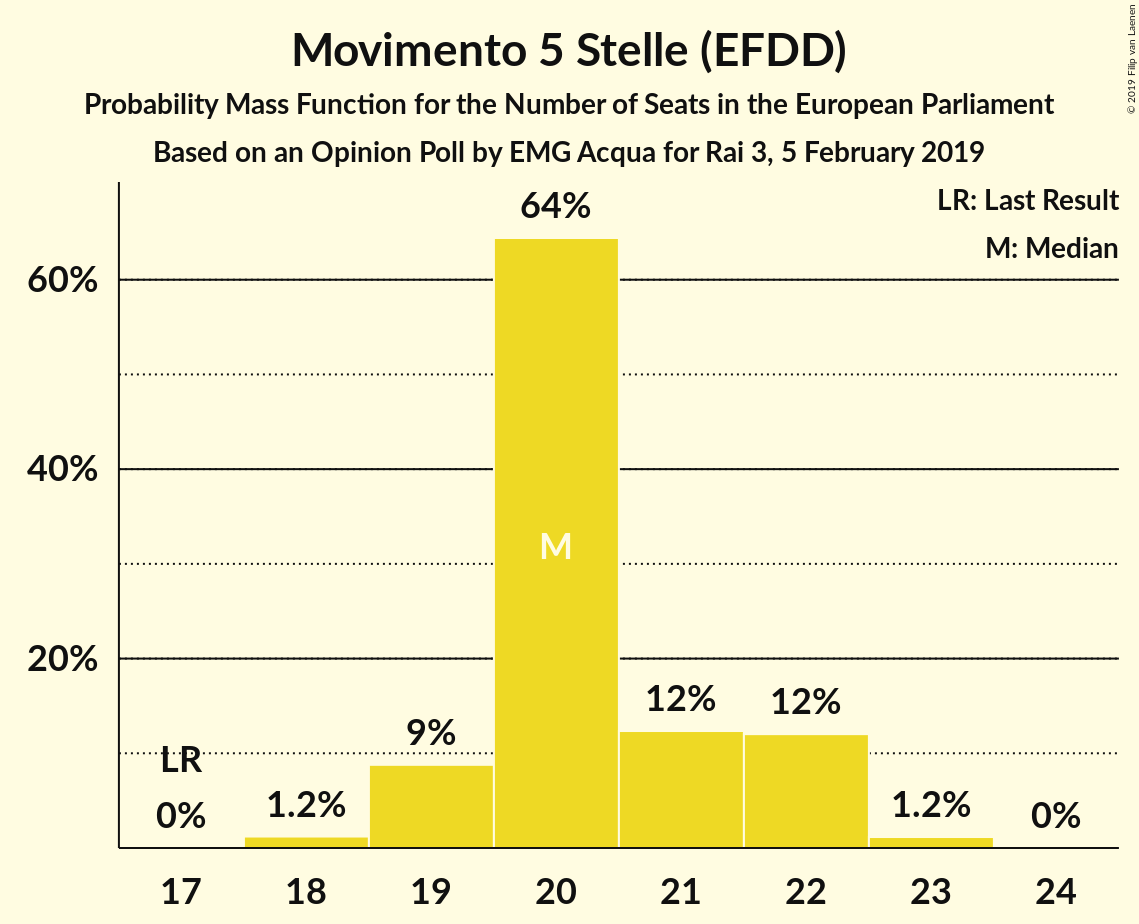 Movimento 5 Stelle (EFDD)
Probability Mass Function for the Number of Seats in the European Parliament
Based on an Opinion Poll by EMG Acqua for Rai 3, 5 February 2019
© 2019 Filip van Laenen
LR: Last Result
M: Median
64%
60%
40%
M
20%
12%
12%
9%
LR
0%
1.2%
1.2%
0%
17 18 19 20 21 22 23 24